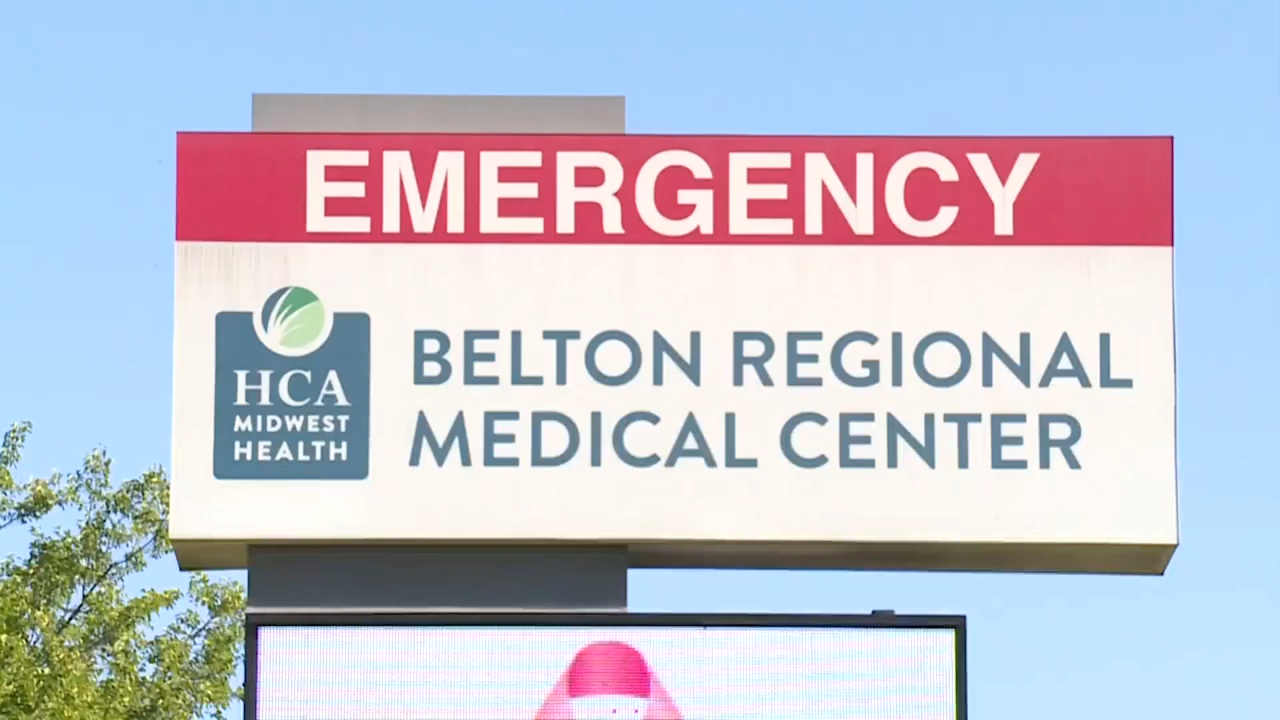 EMERGENCY
HCA
MIDWEST
HEALTH
BELTON REGIONAL
MEDICAL CENTER